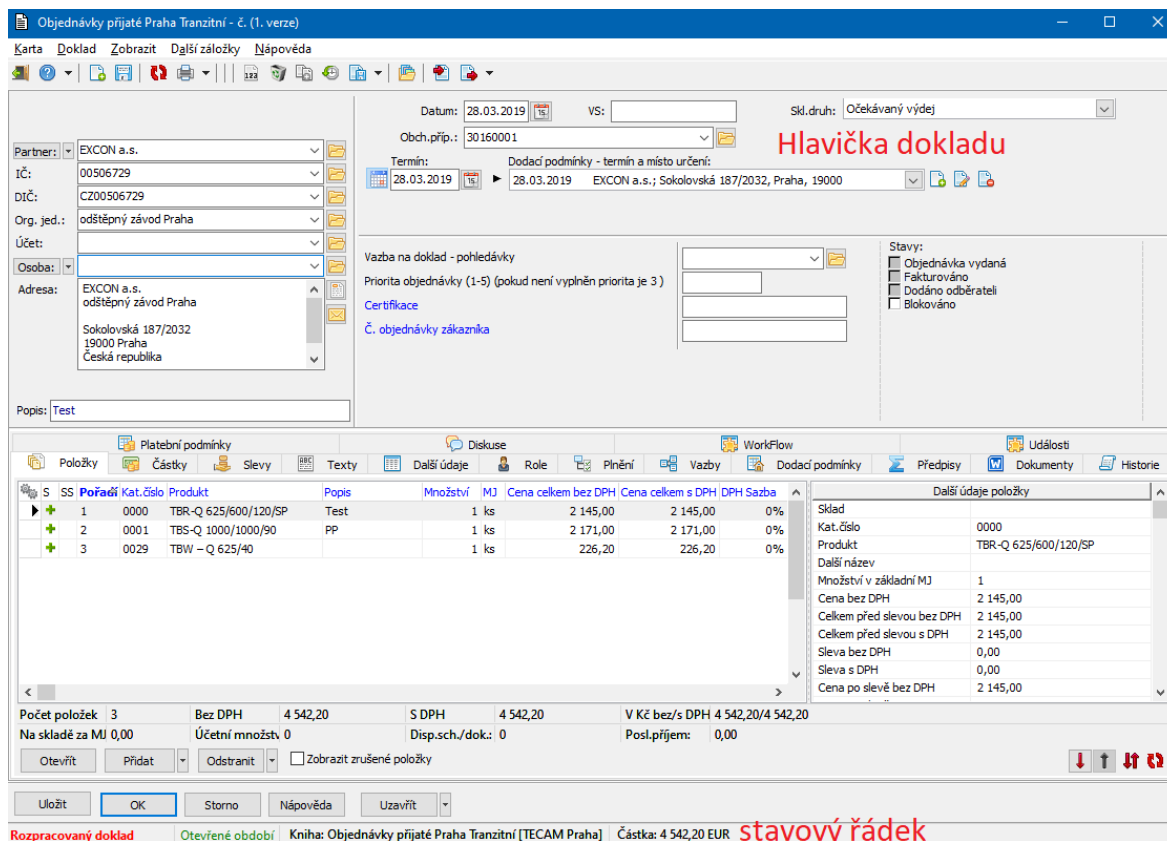 Objednávky přijaté Praha Tranzitní - č. (1. verze)
Karta Doklad Zobrazit Další záložky Nápověda
Datum: 28.03.2019 15 VS: Skl.druh: Očekávaný výdej
Obch.příp.: 30160001
Hlavička dokladu
Partner: EXCON a.s.
IČ: 00506729
DIČ: CZ00506729
Org. jed.: odštěpný závod Praha
Účet:
Osoba:
Adresa: EXCON a.s.
odštěpný závod Praha
Sokolovská 187/2032
19000 Praha
Česká republika
Popis: Test
Termín: Dodací podmínky - termín a místo určení:
28.03.2019 15 28.03.2019 EXCON a.s.; Sokolovská 187/2032, Praha, 19000
Vazba na doklad - pohledávky
Priorita objednávky (1-5) (pokud není vyplněn priorita je 3 )
Certifikace
Č. objednávky zákazníka
Stavy:
Objednávka vydaná
Fakturováno
Dodáno odběrateli
Blokováno
Platební podmínky Diskuse WorkFlow Události
Položky Částky Slevy Texty Další údaje Role Plnění Vazby Dodací podmínky Předpisy Dokumenty Historie
S SS Pořadí Kat.číslo Produkt Popis Množství MJ Cena celkem bez DPH Cena celkem s DPH DPH Sazba
1 0000 TBR-Q 625/600/120/SP Test 1 ks 2 145,00 2 145,00 0%
2 0001 TBS-Q 1000/1000/90 PP 1 ks 2 171,00 2 171,00 0%
3 0029 TBW – Q 625/40 1 ks 226,20 226,20 0%
Další údaje položky
Sklad
Kat.číslo 0000
Produkt TBR-Q 625/600/120/SP
Další název
Množství v základní MJ 1
Cena bez DPH 2 145,00
Celkem před slevou bez DPH 2 145,00
Celkem před slevou s DPH 2 145,00
Sleva bez DPH 0,00
Sleva s DPH 0,00
Cena po slevě bez DPH 2 145,00
Počet položek 3 Bez DPH 4 542,20 S DPH 4 542,20 V Kč bez/s DPH 4 542,20/4 542,20
Na skladě za MJ 0,00 Účetní množstv 0 Disp.sch./dok.: 0 Posl.příjem: 0,00
Otevřít Přidat Odstranit Zobrazit zrušené položky
Uložit OK Storno Nápověda Uzavřít
Rozpracovaný doklad Otevřené období Kniha: Objednávky přijaté Praha Tranzitní [TECAM Praha] Částka: 4 542,20 EUR stavový řádek